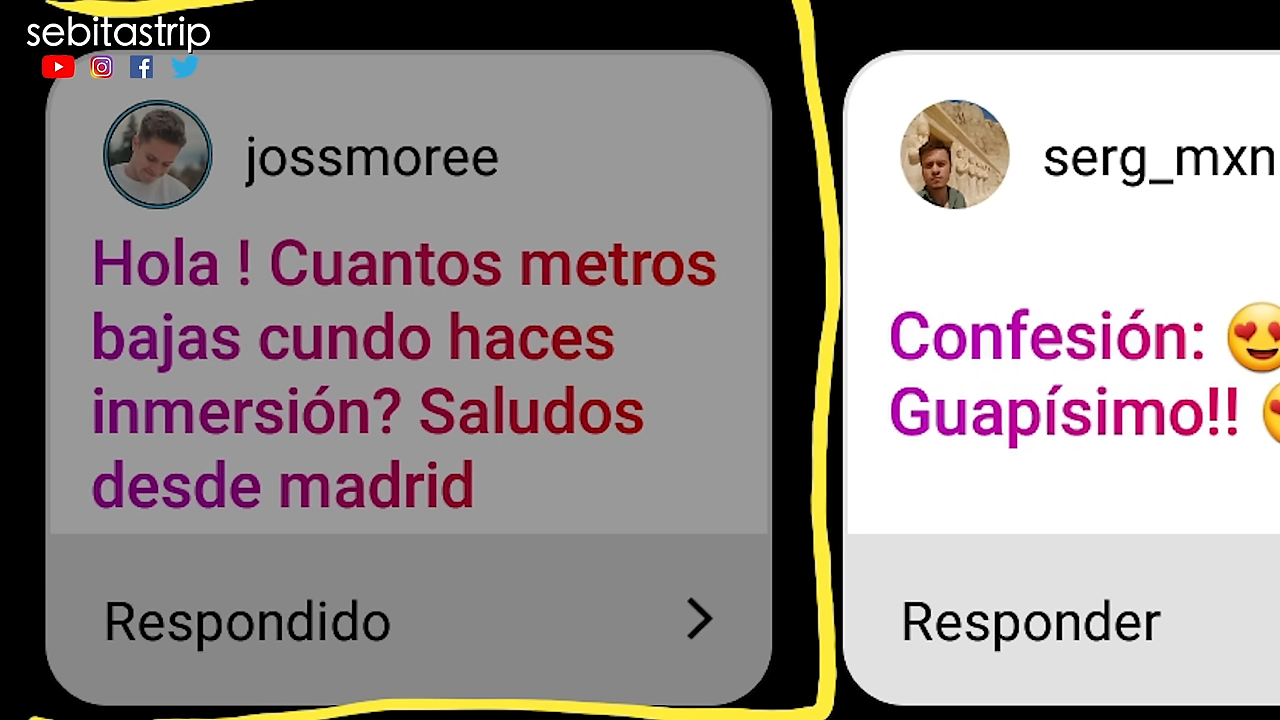 sebitastrip
jossmoree
Hola ! Cuantos metros
bajas cundo haces
inmersión? Saludos
desde madrid
Respondido
serg_mxn
Confesión: 😍
Guapísimo!!
Responder